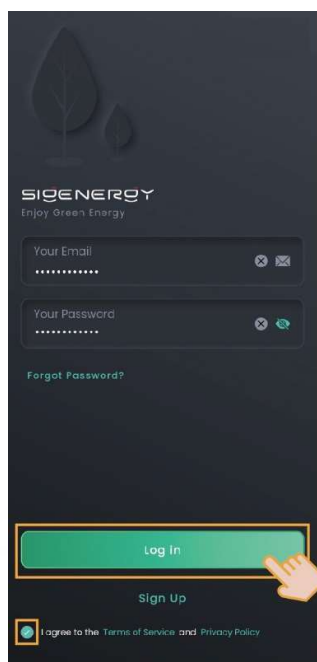 SIGENERGY
Enjoy Green Energy
Your Email
••••••••••••
Your Password
••••••••••••
Forgot Password?
Log in
Sign Up
I agree to the Terms of Service and Privacy Policy